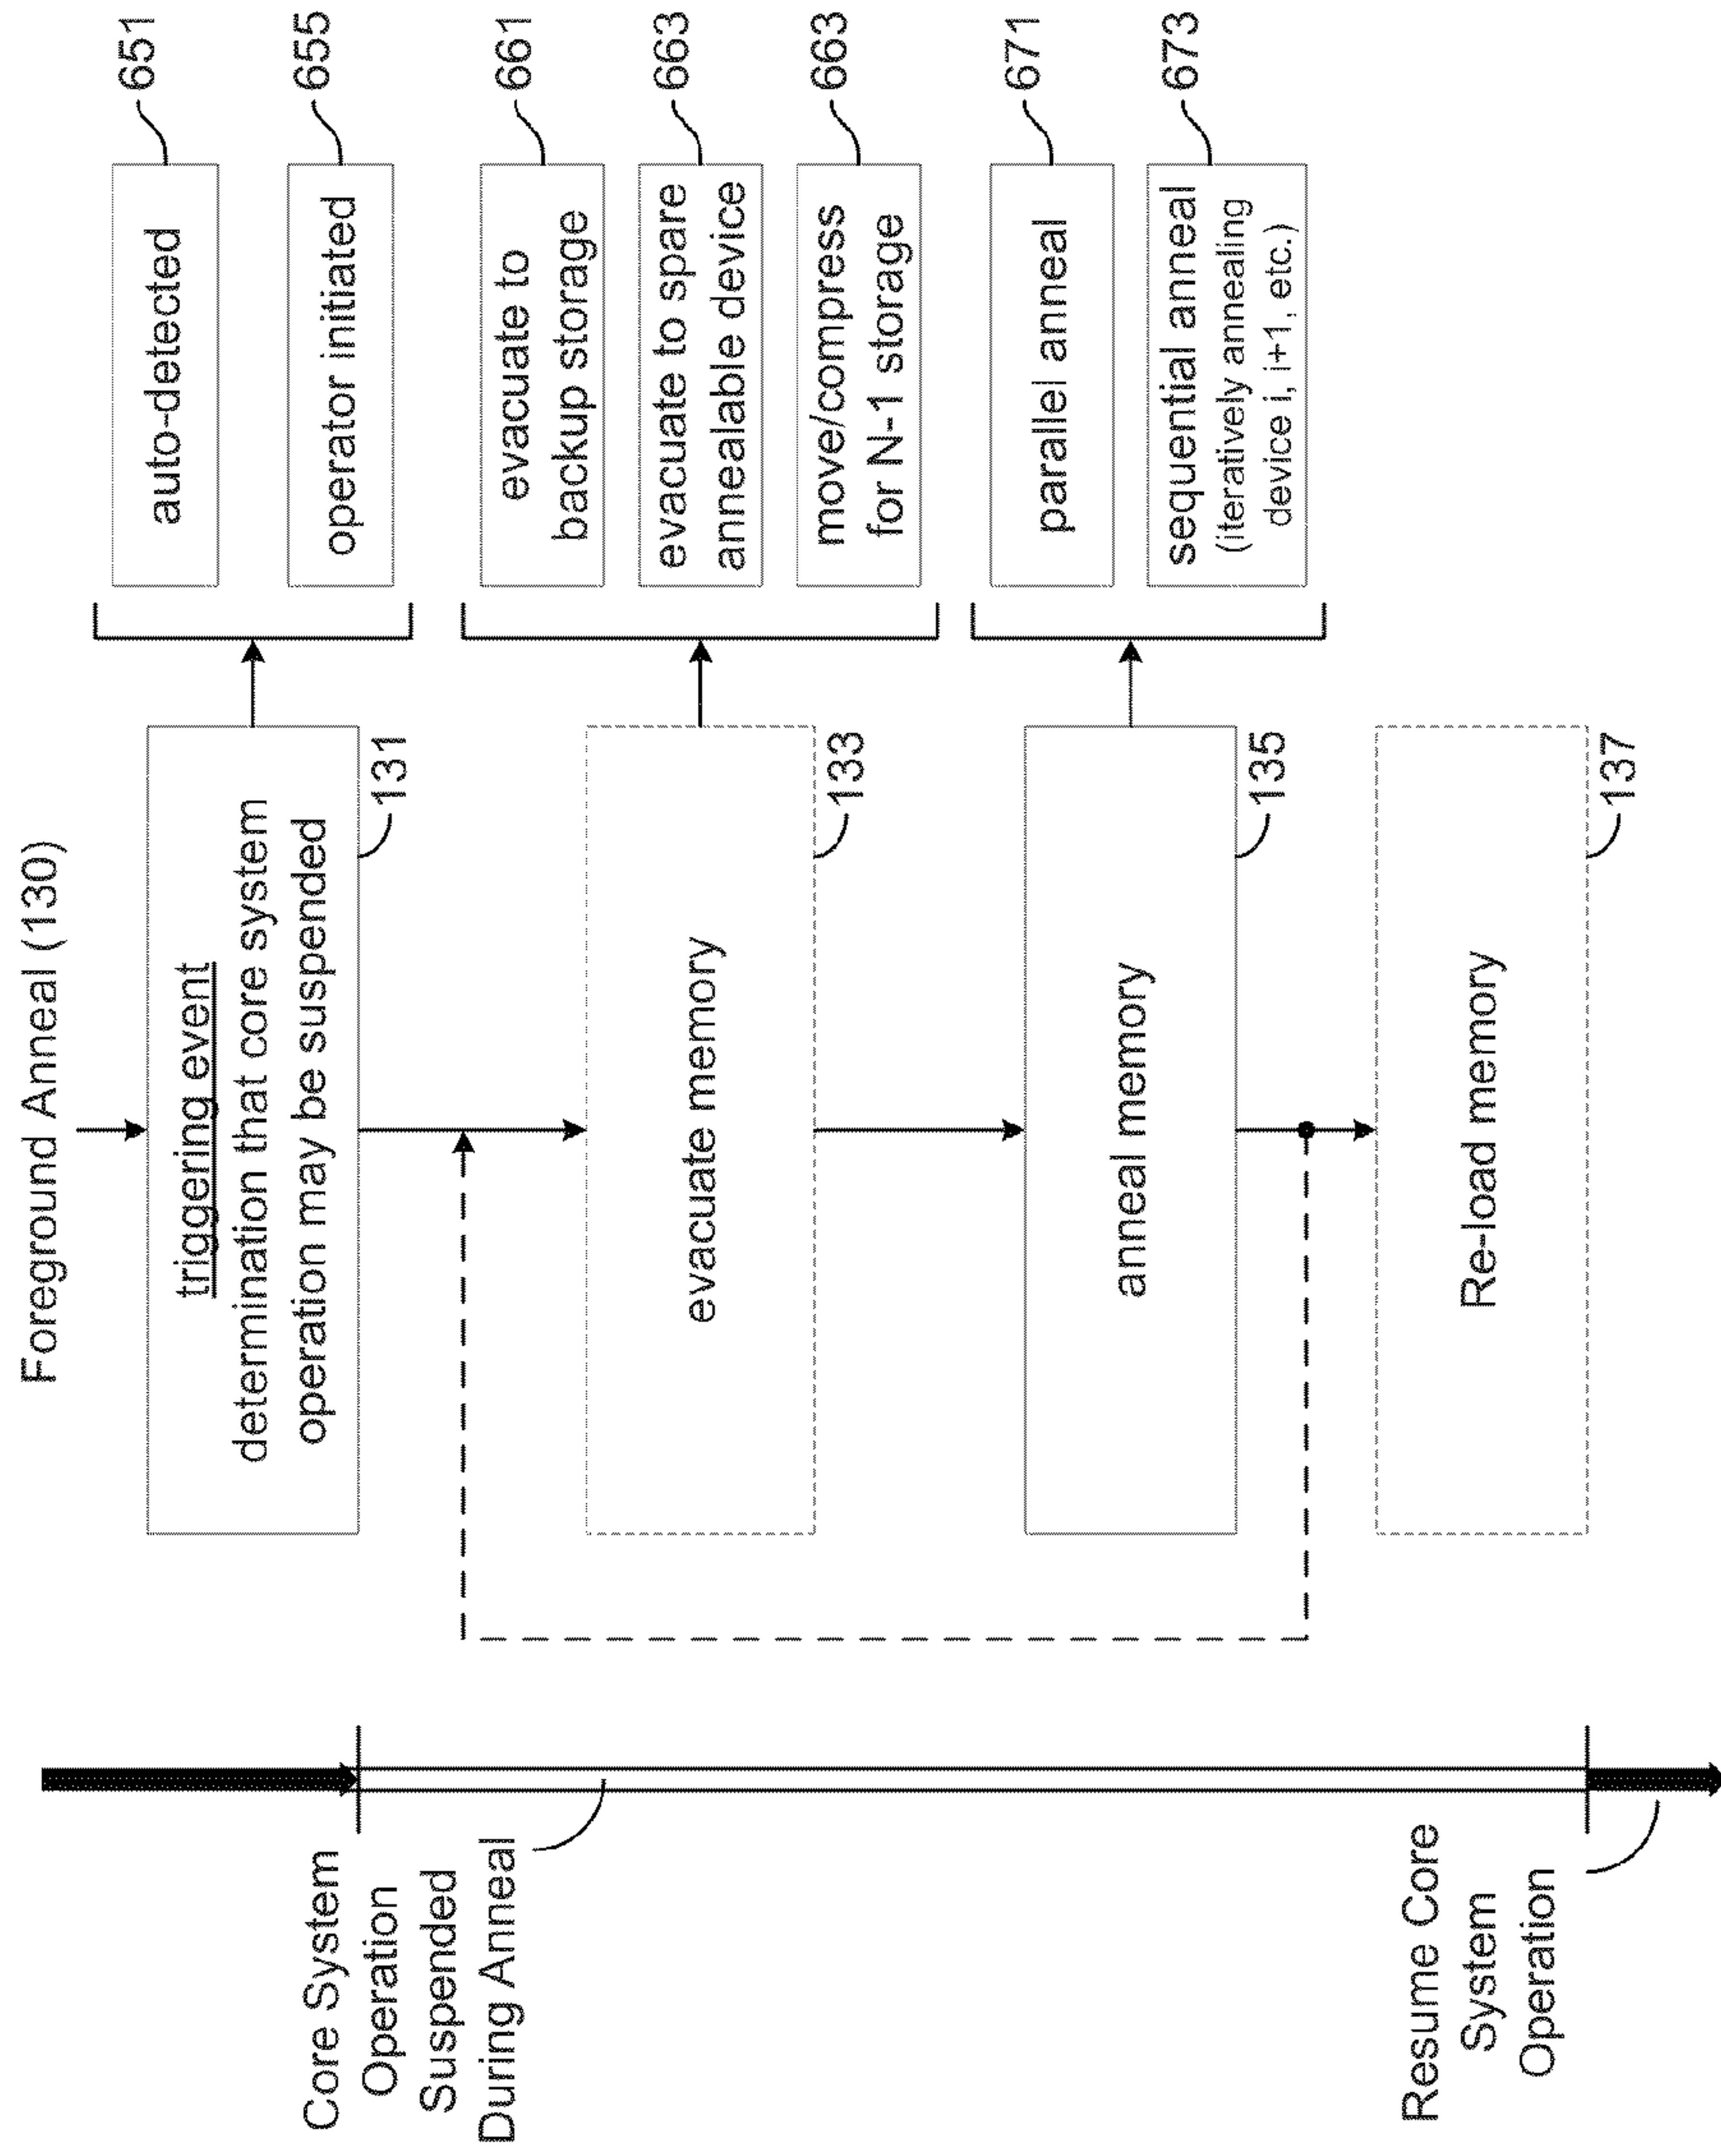 Foreground Anneal (130)
triggering event
determination that core system
operation may be suspended
131
auto-detected
651
operator initiated
655
evacuate memory
133
evacuate to
backup storage
661
evacuate to spare
annealable device
663
move/compress
for N-1 storage
663
anneal memory
135
parallel anneal
671
sequential anneal
(iteratively annealing
device i, i+1, etc.)
673
Re-load memory
137
Core System
Operation
Suspended
During Anneal
Resume Core
System
Operation